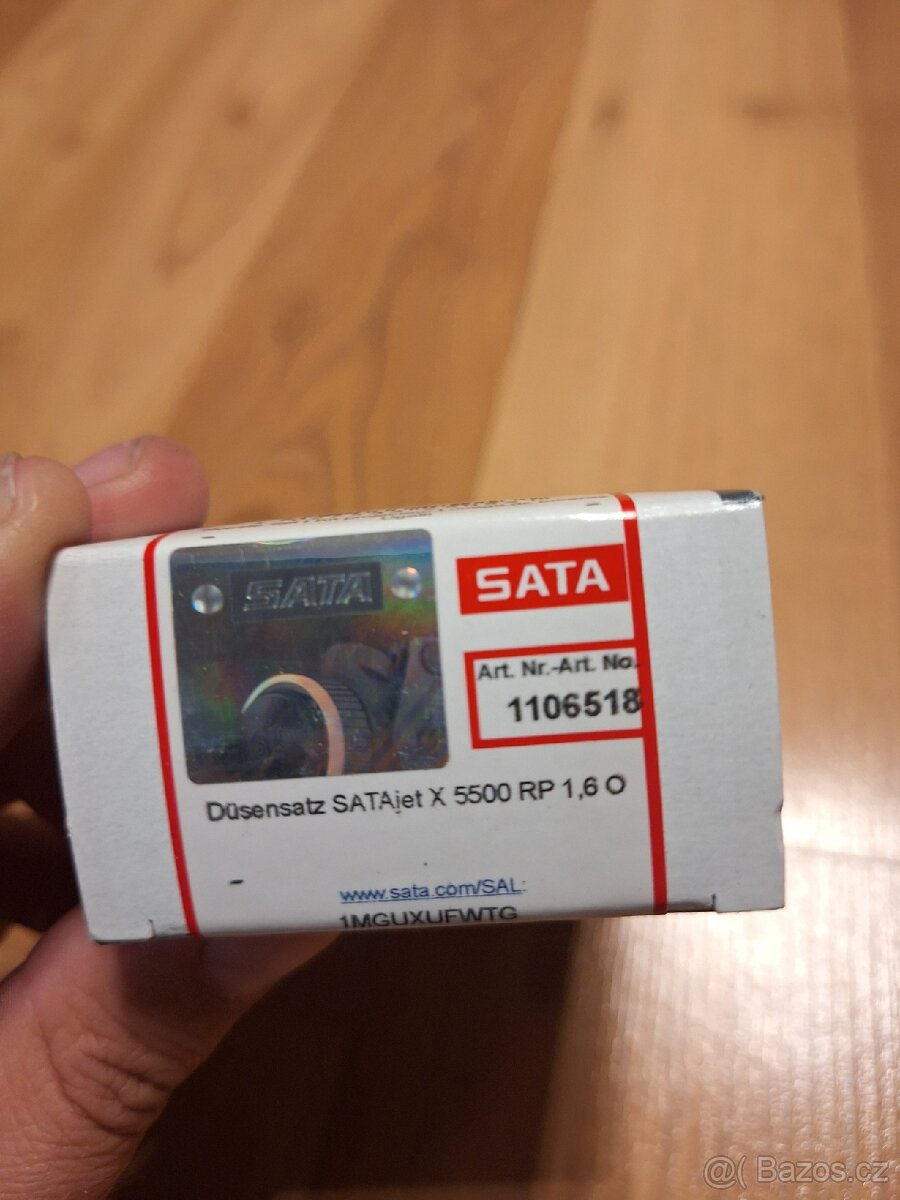 SATA
SATA
Art. Nr.-Art. No.
1106518
Düsensatz SATAjet X 5500 RP 1,6 O
-
www.sata.com/SAL:
1MGUXUFWTG
@( Bazos.cz